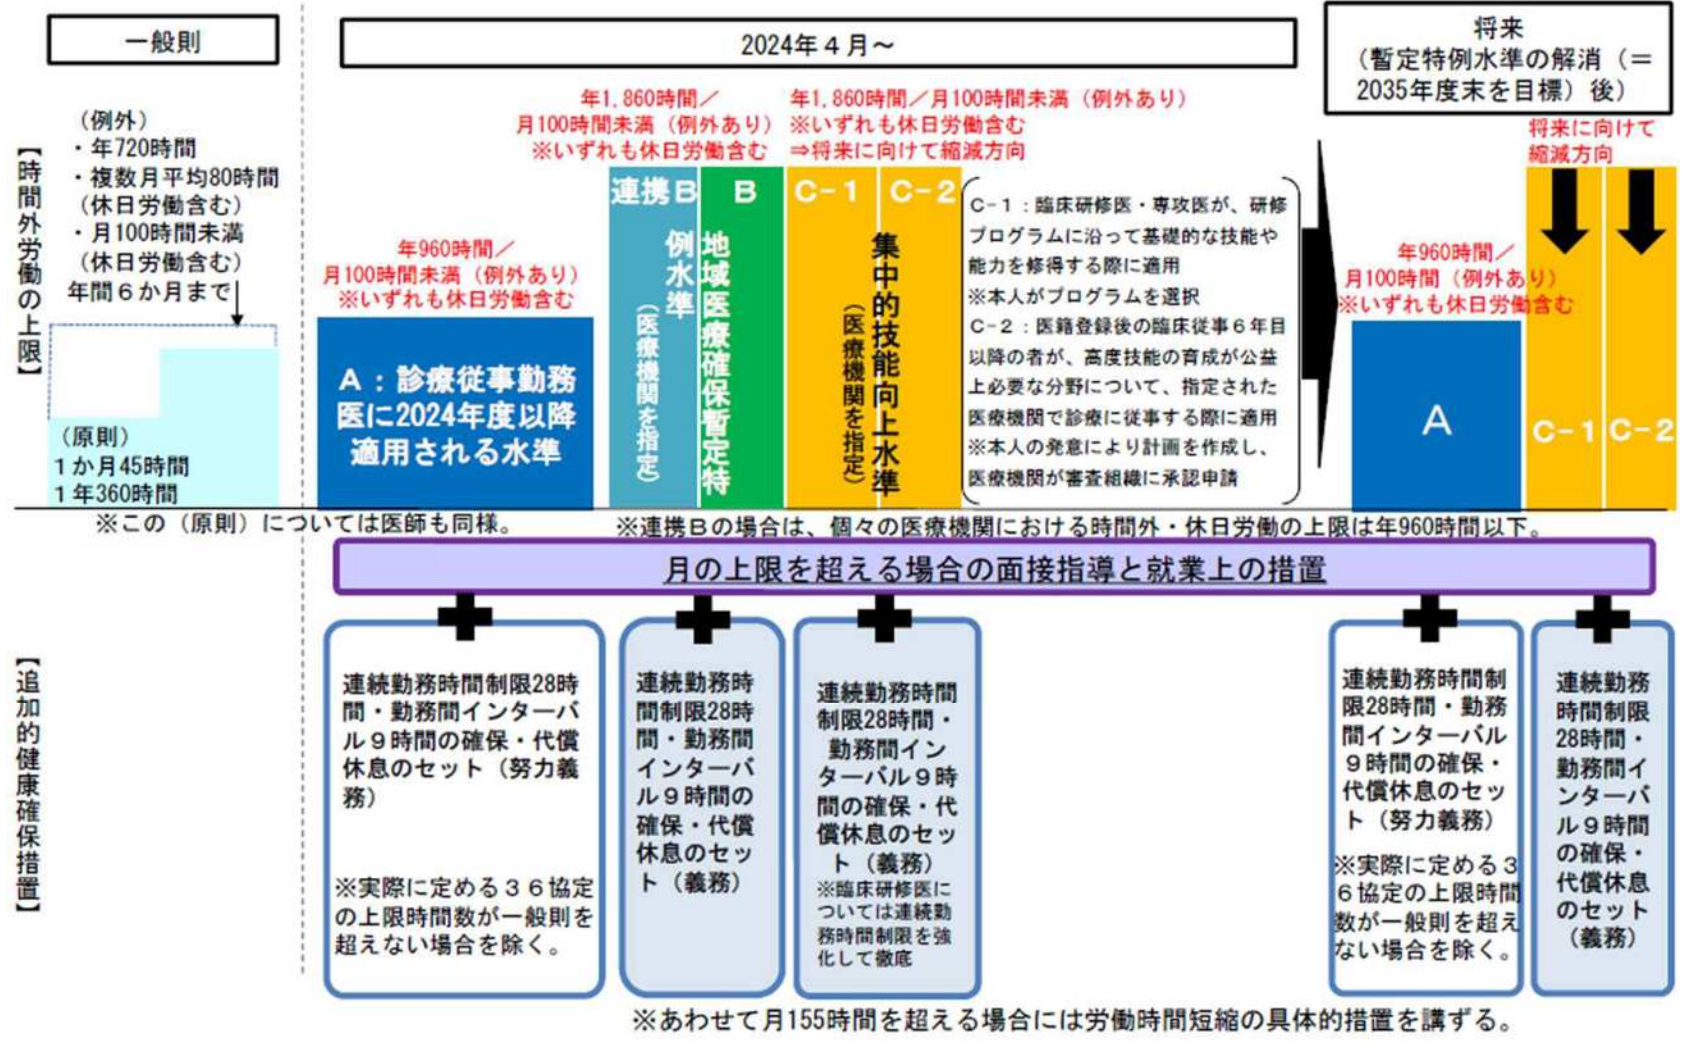 一般則
2024年4月～
将来
（暫定特例水準の解消（＝
2035年度末を目標）後）
【時間外労働の上限】
（例外）
・年720時間
・複数月平均80時間
（休日労働含む）
・月100時間未満
（休日労働含む）
年間６か月まで
（原則）
１か月45時間
１年360時間
年960時間／
月100時間未満（例外あり）
※いずれも休日労働含む
Ａ：診療従事勤務
医に2024年度以降
適用される水準
年1,860時間／
月100時間未満（例外あり）
※いずれも休日労働含む
連携Ｂ
Ｂ
地域医療確保暫定特
例水準
（医療機関を指定）
年1,860時間／月100時間未満（例外あり）
※いずれも休日労働含む
⇒将来に向けて縮減方向
Ｃ-１
Ｃ-２
集中的技能向上水準
（医療機関を指定）
Ｃ-１：臨床研修医・専攻医が、研修
プログラムに沿って基礎的な技能や
能力を修得する際に適用
※本人がプログラムを選択
Ｃ-２：医籍登録後の臨床従事６年目
以降の者が、高度技能の育成が公益
上必要な分野について、指定された
医療機関で診療に従事する際に適用
※本人の発意により計画を作成し、
医療機関が審査組織に承認申請
年960時間／
月100時間（例外あり）
※いずれも休日労働含む
Ａ
将来に向けて
縮減方向
Ｃ-１
Ｃ-２
※この（原則）については医師も同様。
※連携Ｂの場合は、個々の医療機関における時間外・休日労働の上限は年960時間以下。
月の上限を超える場合の面接指導と就業上の措置
【追加的健康確保措置】
連続勤務時間制限28時
間・勤務間インターバ
ル９時間の確保・代償
休息のセット（努力義
務）
※実際に定める３６協定
の上限時間数が一般則を
超えない場合を除く。
連続勤務時
間制限28時
間・勤務間
インターバ
ル９時間の
確保・代償
休息のセッ
ト（義務）
連続勤務時間
制限28時間・
勤務間イン
ターバル９時
間の確保・代
償休息のセッ
ト（義務）
※臨床研修医に
ついては連続勤
務時間制限を強
化して徹底
連続勤務時間制
限28時間・勤務
間インターバル
９時間の確保・
代償休息のセッ
ト（努力義務）
※実際に定める３
６協定の上限時間
数が一般則を超え
ない場合を除く。
連続勤務
時間制限
28時間・
勤務間イ
ンターバ
ル９時間
の確保・
代償休息
のセット
（義務）
※あわせて月155時間を超える場合には労働時間短縮の具体的措置を講ずる。